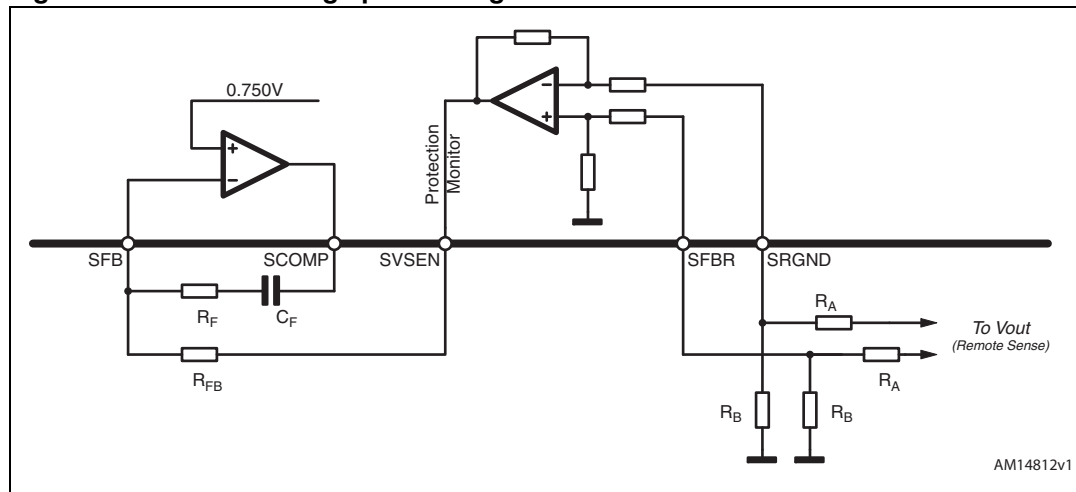 0.750V
+
-
-
+
Protection
Monitor
SFB
SCOMP
SVSEN
SFBR
SRGND
RF
CF
RFB
RA
To Vout
(Remote Sense)
RA
RB
RB
AM14812v1